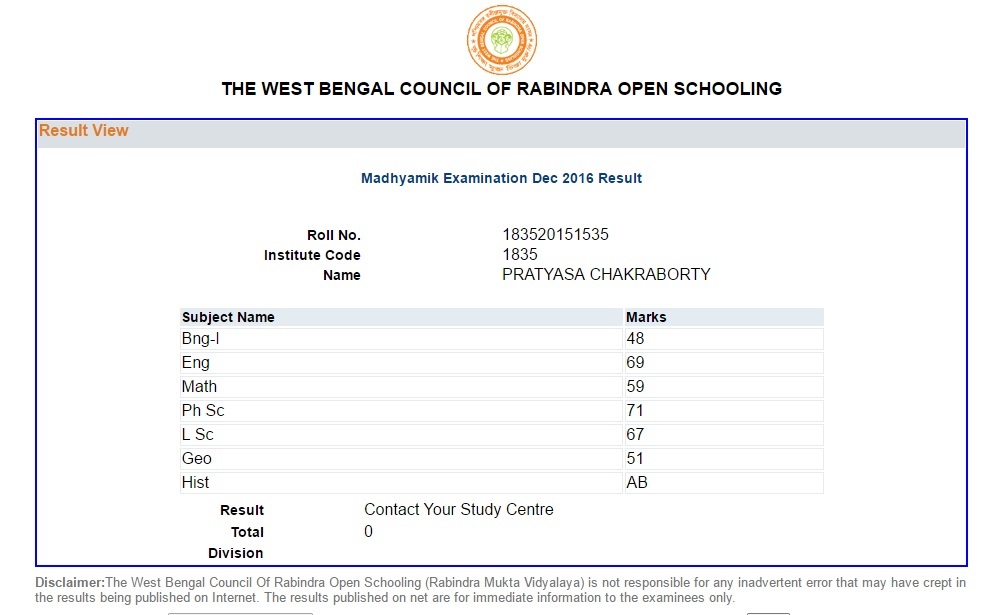 THE WEST BENGAL COUNCIL OF RABINDRA OPEN SCHOOLING
Result View
Madhyamik Examination Dec 2016 Result
Roll No. 183520151535
Institute Code 1835
Name PRATYASA CHAKRABORTY
Subject Name Marks
Bng-I 48
Eng 69
Math 59
Ph Sc 71
L Sc 67
Geo 51
Hist AB
Result Contact Your Study Centre
Total 0
Division
Disclaimer:The West Bengal Council Of Rabindra Open Schooling (Rabindra Mukta Vidyalaya) is not responsible for any inadvertent error that may have crept in
the results being published on Internet. The results published on net are for immediate information to the examinees only.